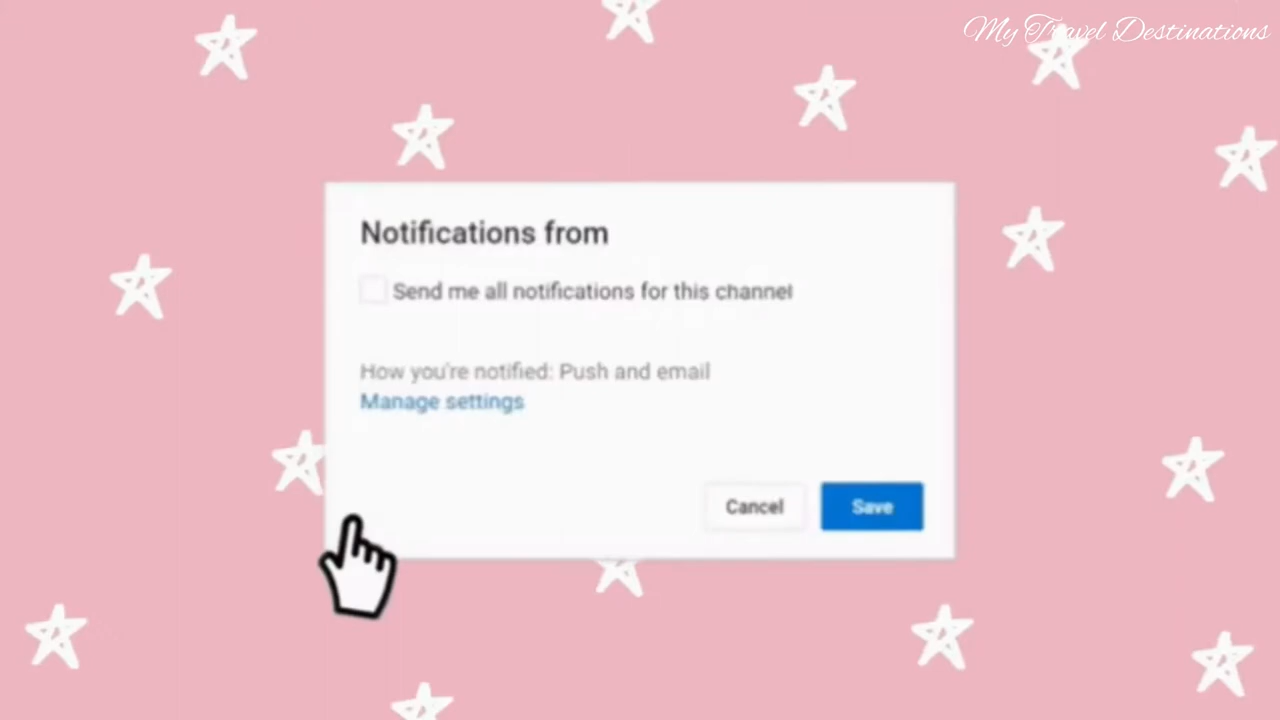 My Travel Destinations
Notifications from
Send me all notifications for this channel
How you're notified: Push and email
Manage settings
Cancel
Save